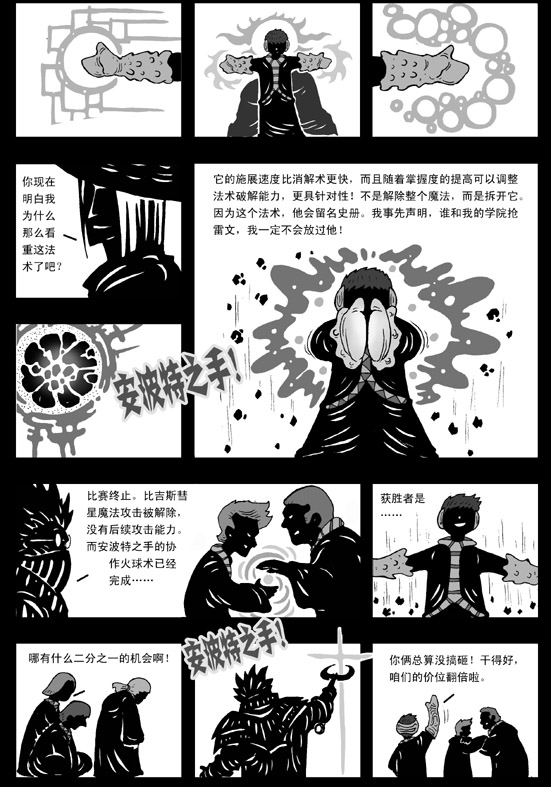 你现在
明白我
为什么
那么看
重这法
术了吧？
它的施展速度比消解术更快，而且随着掌握度的提高可以调整
法术破解能力，更具针对性！不是解除整个魔法，而是拆开它。
因为这个法术，他会留名史册。我事先声明，谁和我的学院抢
雷文，我一定不会放过他！
安彼特之手！
比赛终止。比吉斯彗
星魔法攻击被解除，
没有后续攻击能力。
而安波特之手的协
作火球术已经
完成……
获胜者是
……
哪有什么二分之一的机会啊！
安彼特之手！
你俩总算没搞砸！干得好，
咱们的价位翻倍啦。